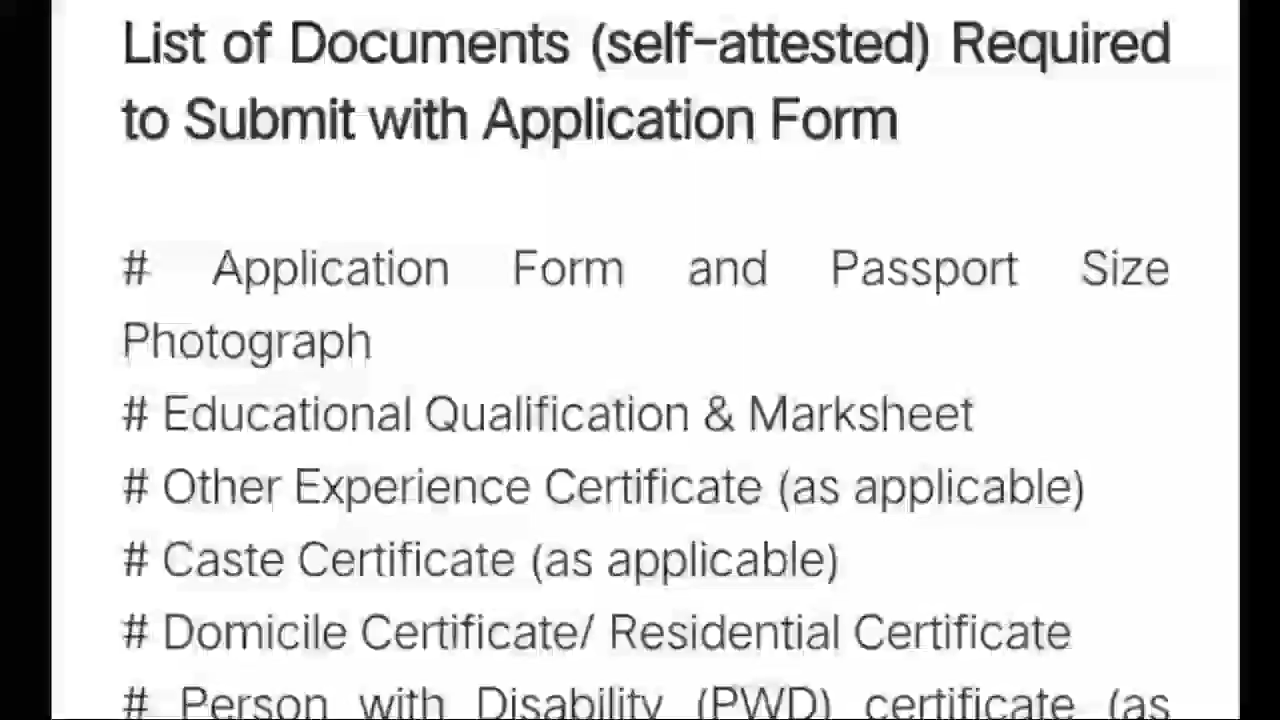 List of Documents (self-attested) Required
to Submit with Application Form
# Application Form and Passport Size
Photograph
# Educational Qualification & Marksheet
# Other Experience Certificate (as applicable)
# Caste Certificate (as applicable)
# Domicile Certificate/ Residential Certificate
# Person with Disability (PWD) certificate (as